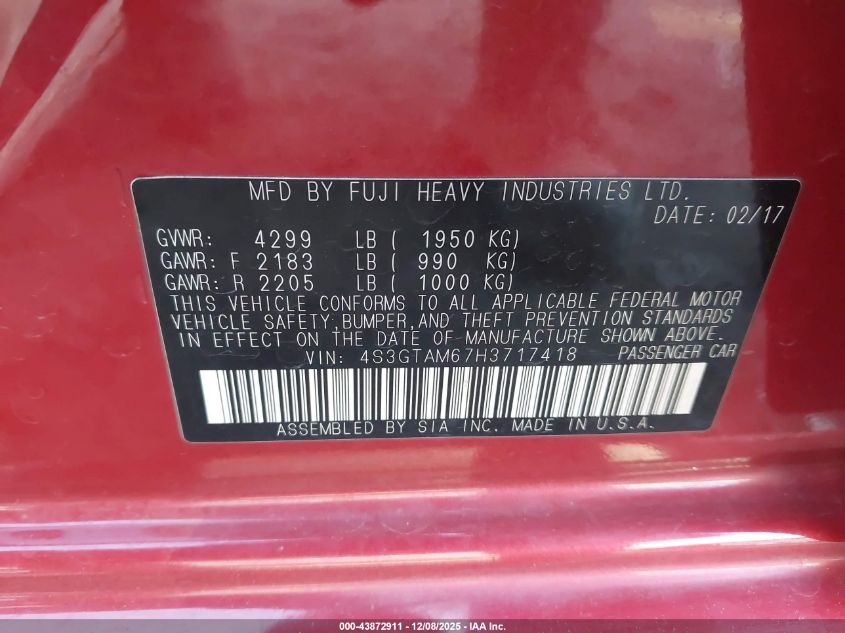 MFD BY FUJI HEAVY INDUSTRIES LTD.
DATE: 02/17
GVWR: 4299 LB ( 1950 KG)
GAWR: F 2183 LB ( 990 KG)
GAWR: R 2205 LB ( 1000 KG)
THIS VEHICLE CONFORMS TO ALL APPLICABLE FEDERAL MOTOR
VEHICLE SAFETY,BUMPER,AND THEFT PREVENTION STANDARDS
IN EFFECT ON THE DATE OF MANUFACTURE SHOWN ABOVE.
VIN: 4S3GTAM67H3717418 PASSENGER CAR
ASSEMBLED BY SIA INC. MADE IN U.S.A.
000-43872911 - 12/08/2025 - IAA Inc.